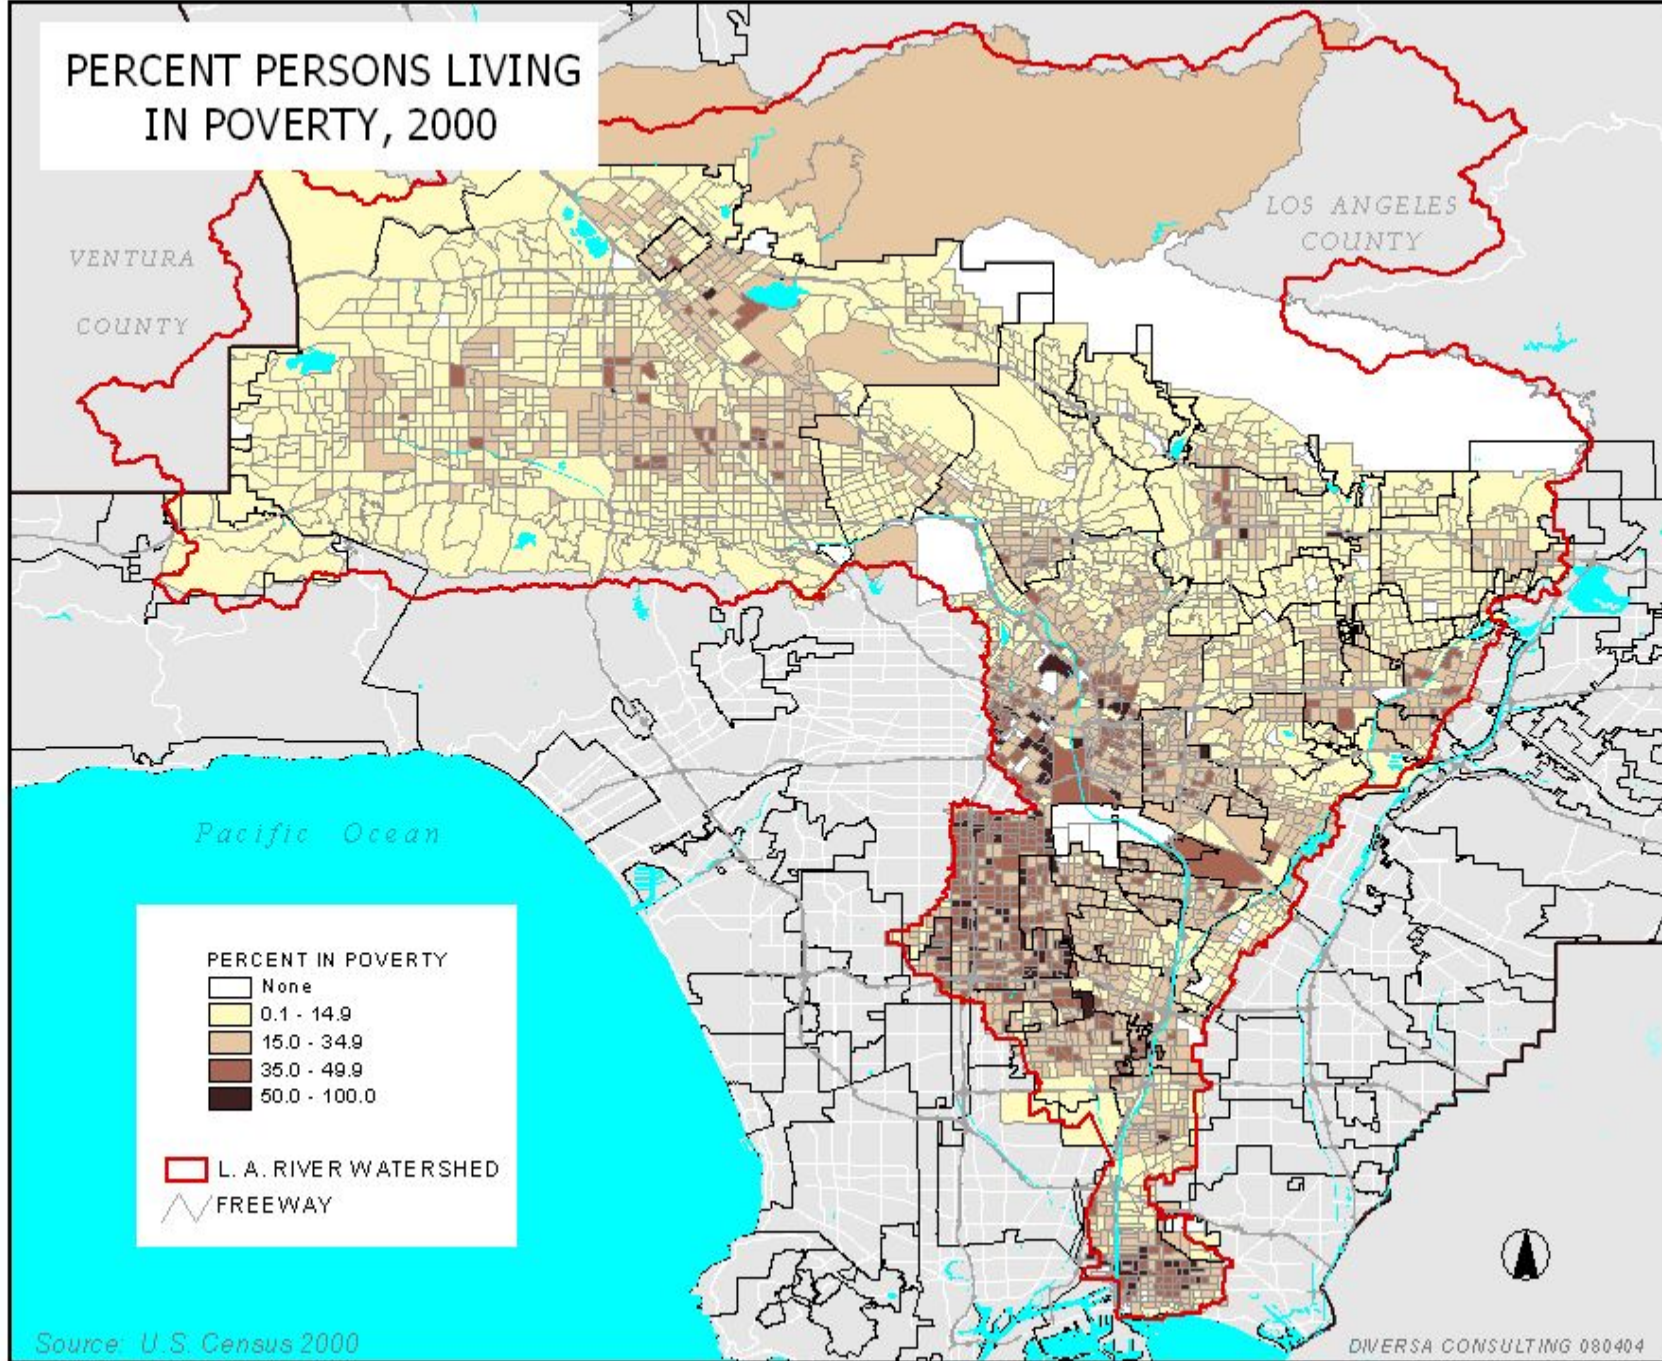 PERCENT PERSONS LIVING
IN POVERTY, 2000
LOS ANGELES
COUNTY
VENTURA
COUNTY
Pacific Ocean
PERCENT IN POVERTY
None
0.1 - 14.9
15.0 - 34.9
35.0 - 49.9
50.0 - 100.0
L. A. RIVER WATERSHED
FREEWAY
Source: U.S. Census 2000
DIVERSA CONSULTING 080404